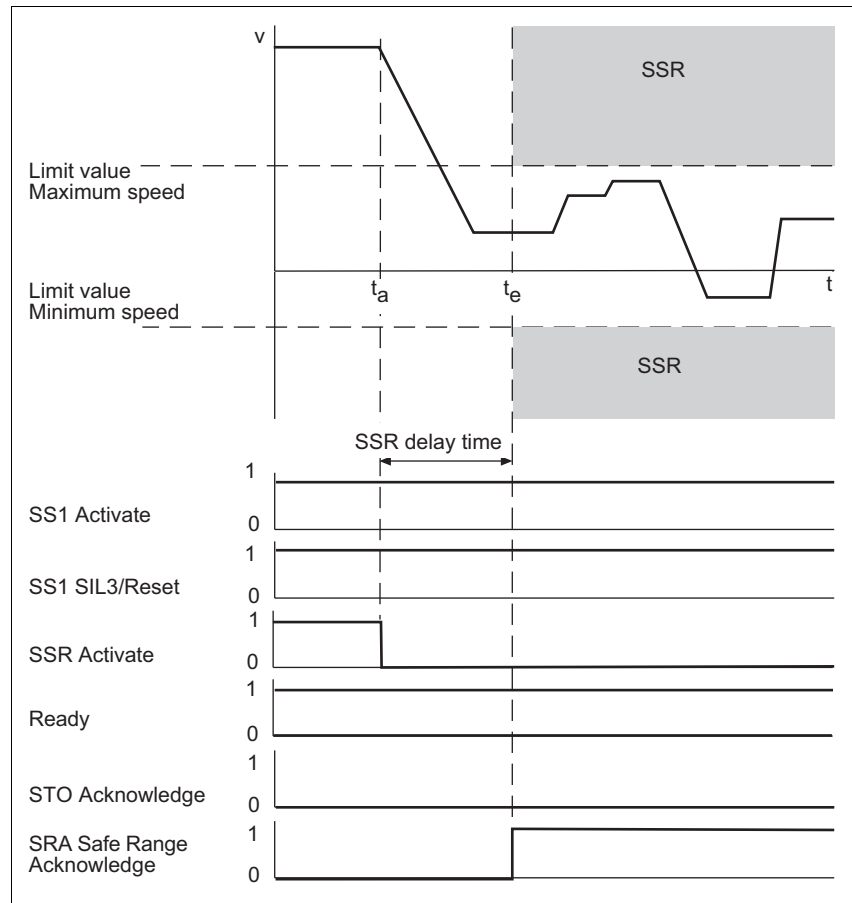 v
SSR
Limit value
Maximum speed
t
tₐ
tₑ
Limit value
Minimum speed
SSR
SSR delay time
1
SS1 Activate
0
1
SS1 SIL3/Reset
0
1
SSR Activate
0
1
Ready
0
1
STO Acknowledge
0
1
SRA Safe Range
Acknowledge
0